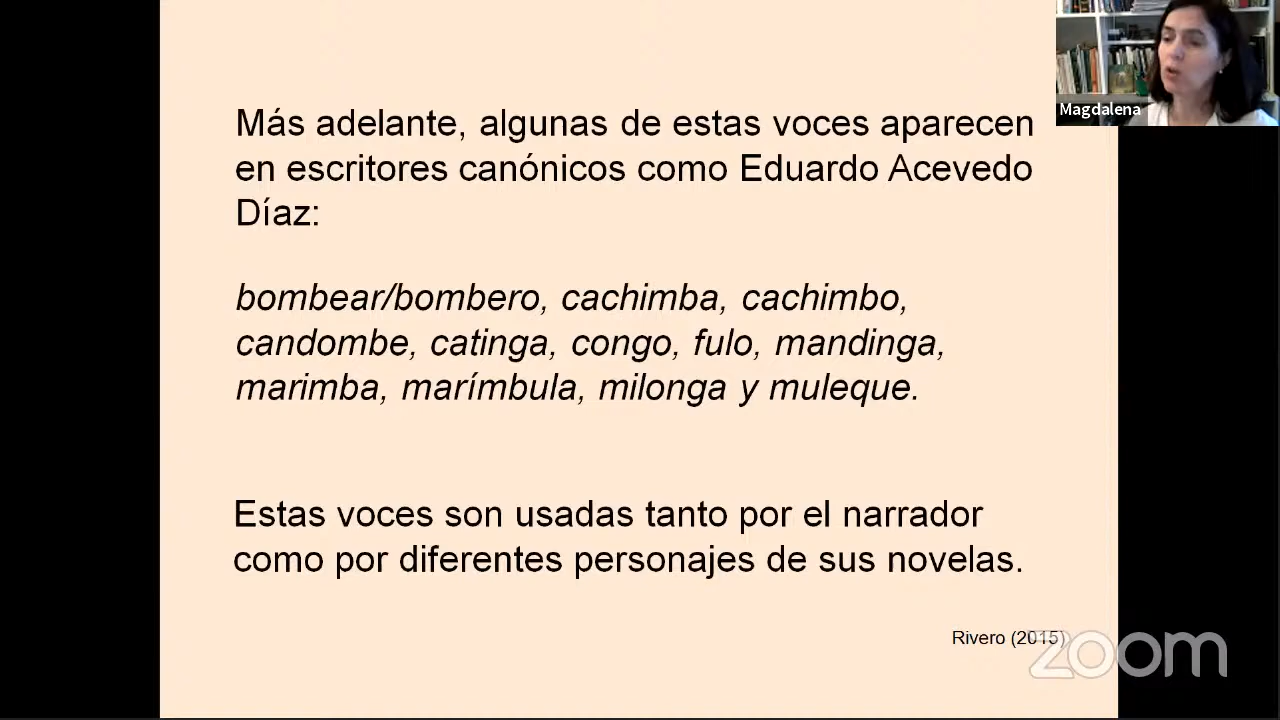 Magdalena
Más adelante, algunas de estas voces aparecen
en escritores canónicos como Eduardo Acevedo
Díaz:
bombear/bombero, cachimba, cachimbo,
candombe, catinga, congo, fulo, mandinga,
marimba, marímbula, milonga y muleque.
Estas voces son usadas tanto por el narrador
como por diferentes personajes de sus novelas.
Rivero (2015)
zoom